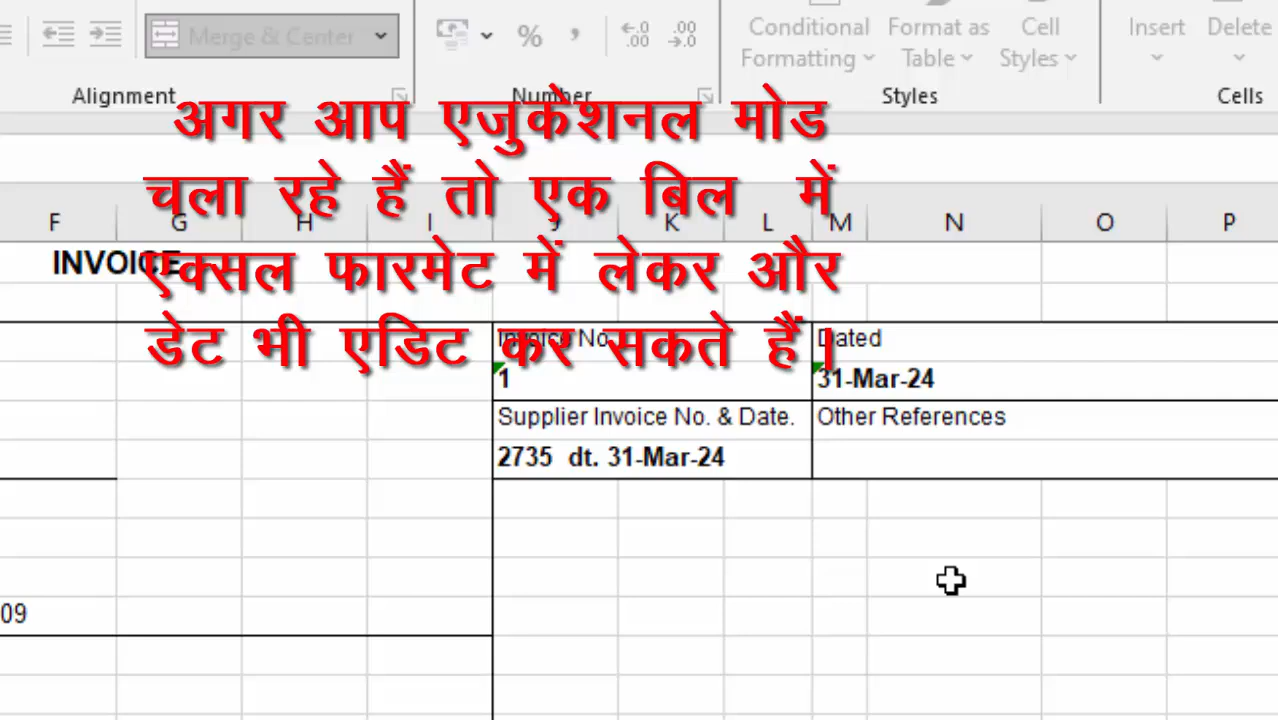 Merge & Center
%
,
Conditional Formatting
Format as Table
Cell Styles
Insert
Delete
Alignment
Number
Styles
Cells
अगर आप एजुकेशनल मोड
चला रहे हैं तो एक बिल में
एक्सल फारमेट में लेकर और
डेट भी एडिट कर सकते हैं।
F G H I J K L M N O P
INVOICE
Invoice No. Dated
1 31-Mar-24
Supplier Invoice No. & Date. Other References
2735 dt. 31-Mar-24
09